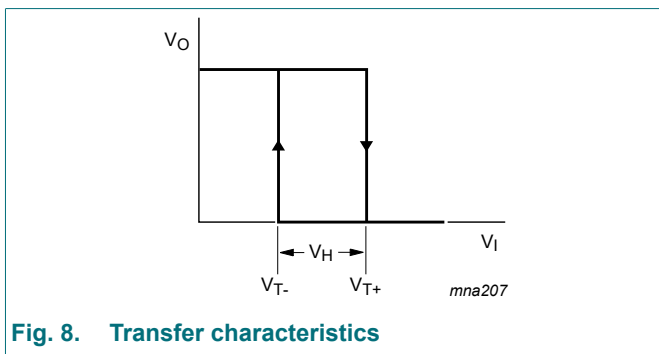 VO
VI
VH
VT-
VT+
mna207
Fig. 8. Transfer characteristics